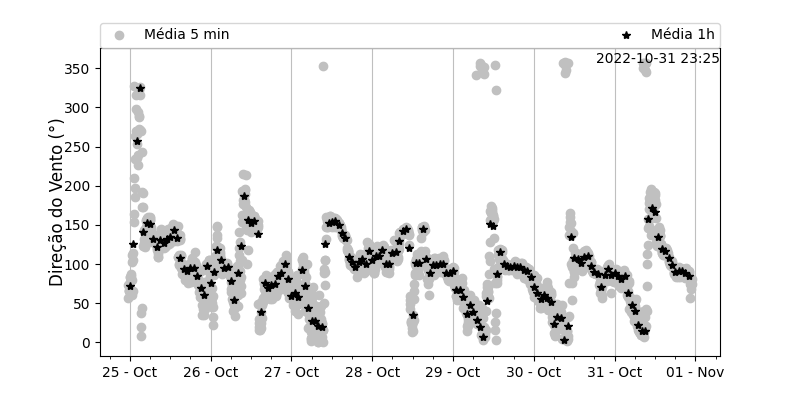 Média 5 min
Média 1h
2022-10-31 23:25
Direção do Vento (°)
350
300
250
200
150
100
50
0
25 - Oct
26 - Oct
27 - Oct
28 - Oct
29 - Oct
30 - Oct
31 - Oct
01 - Nov